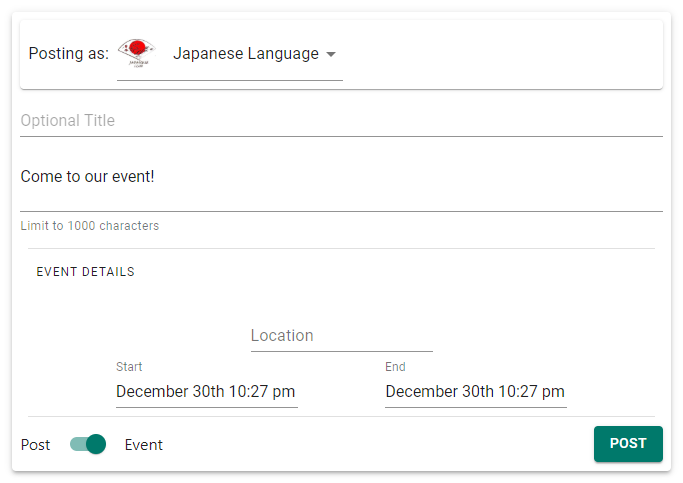 Posting as: Japanese Language
Optional Title
Come to our event!
Limit to 1000 characters
EVENT DETAILS
Location
Start End
December 30th 10:27 pm December 30th 10:27 pm
Post Event POST